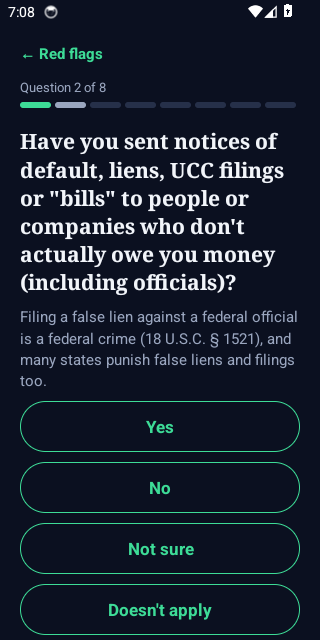 7:08
← Red flags
Question 2 of 8
Have you sent notices of
default, liens, UCC filings
or "bills" to people or
companies who don't
actually owe you money
(including officials)?
Filing a false lien against a federal official
is a federal crime (18 U.S.C. § 1521), and
many states punish false liens and filings
too.
Yes
No
Not sure
Doesn't apply